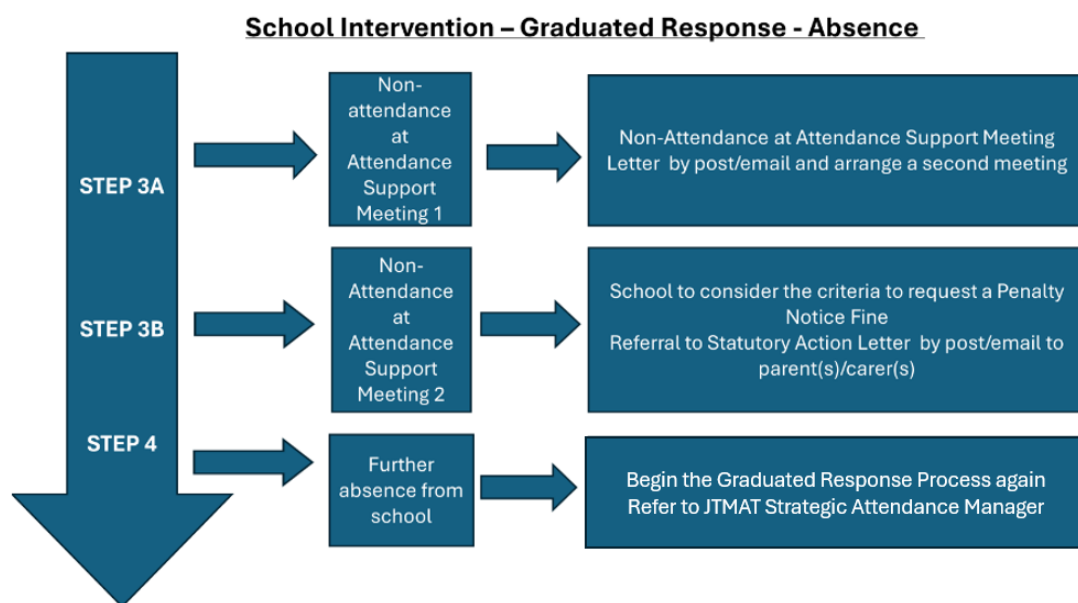 School Intervention – Graduated Response - Absence
STEP 3A
Non-
attendance
at
Attendance
Support
Meeting 1
Non-Attendance at Attendance Support Meeting
Letter by post/email and arrange a second meeting
STEP 3B
Non-
Attendance
at
Attendance
Support
Meeting 2
School to consider the criteria to request a Penalty
Notice Fine
Referral to Statutory Action Letter by post/email to
parent(s)/carer(s)
STEP 4
Further
absence from
school
Begin the Graduated Response Process again
Refer to JTMAT Strategic Attendance Manager